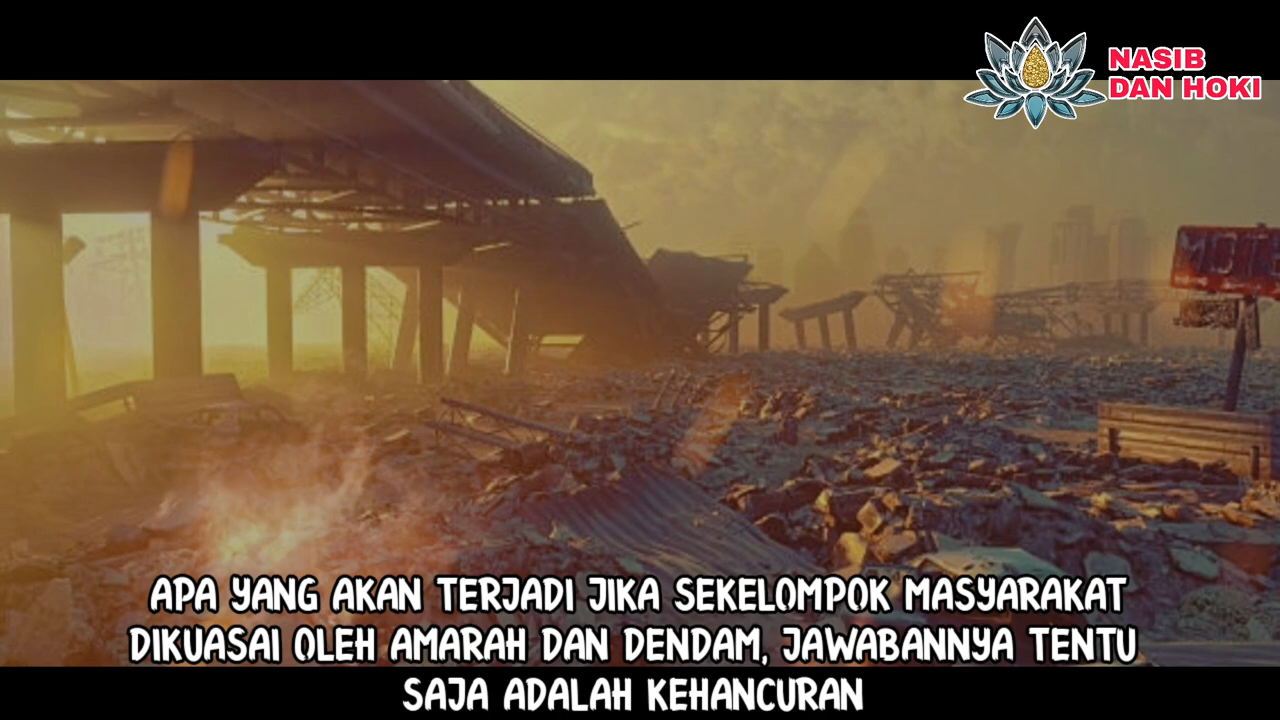 NASIB
DAN HOKI
MOTE
APA YANG AKAN TERJADI JIKA SEKELOMPOK MASYARAKAT
DIKUASAI OLEH AMARAH DAN DENDAM, JAWABANNYA TENTU
SAJA ADALAH KEHANCURAN